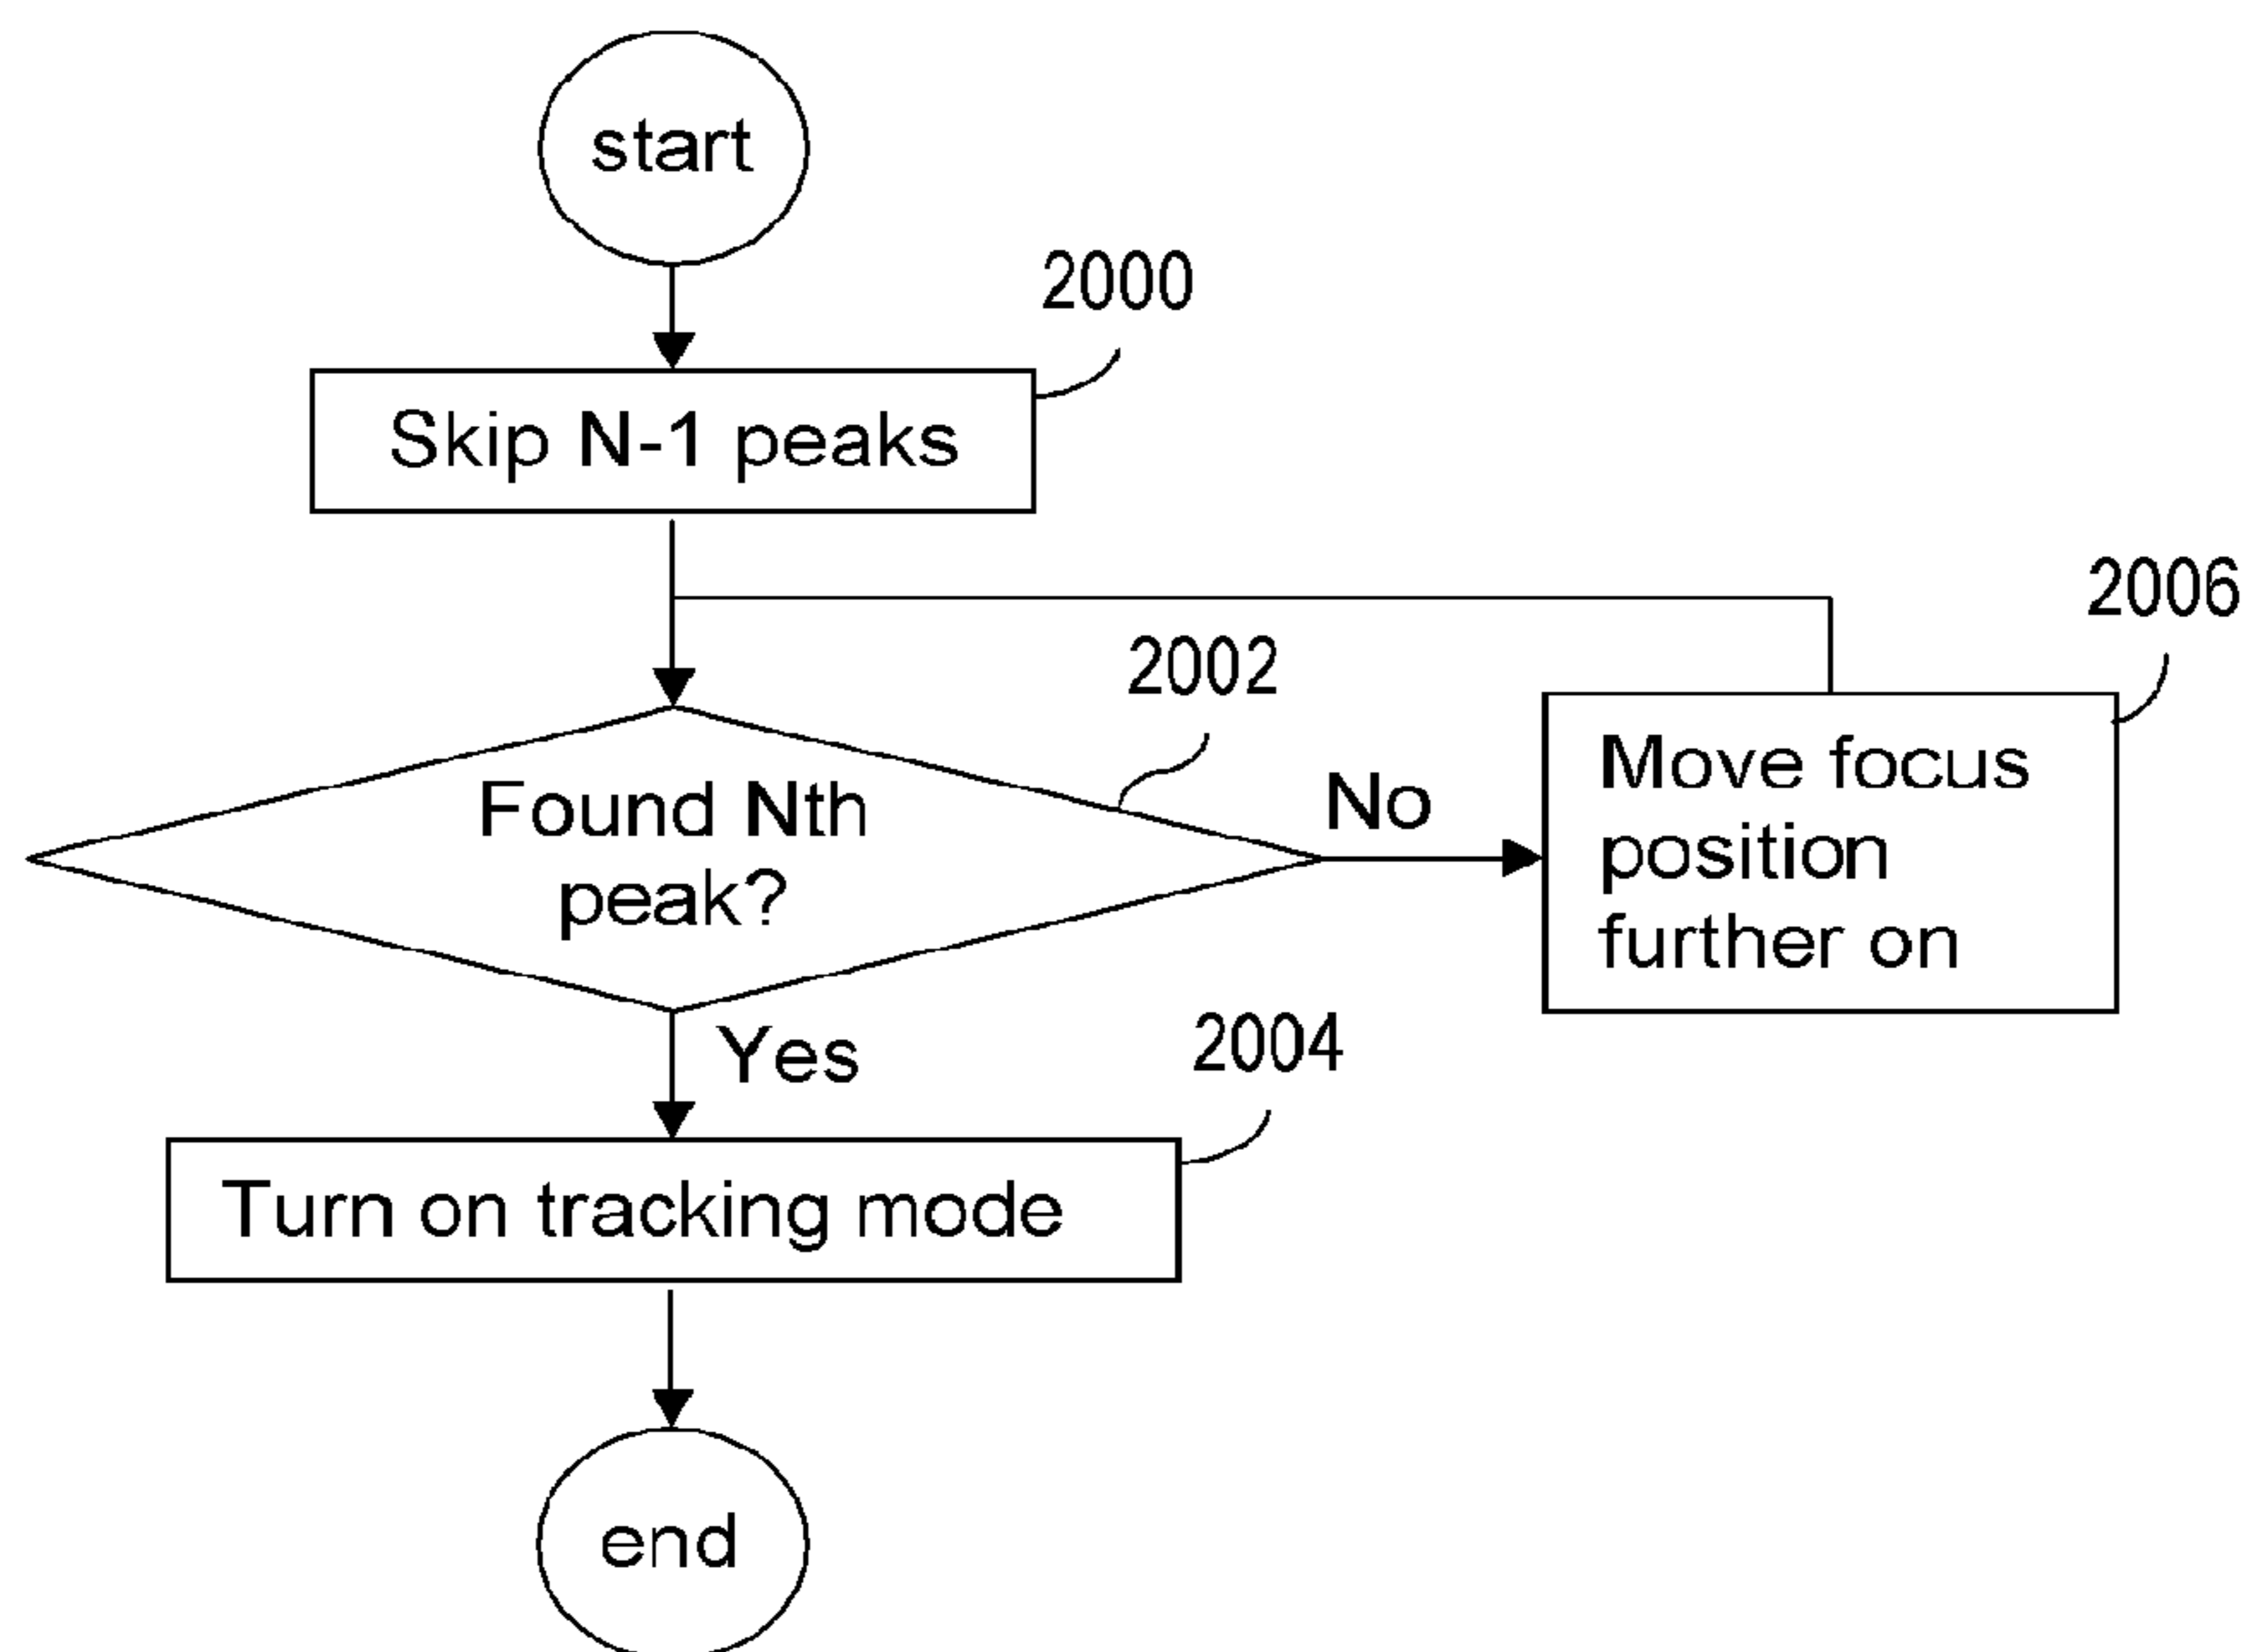 start
2000
Skip N-1 peaks
2006
2002
Found Nth
peak?
No
Move focus
position
further on
Yes
2004
Turn on tracking mode
end